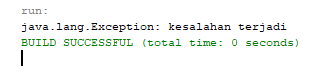 run:
java.lang.Exception: kesalahan terjadi
BUILD SUCCESSFUL (total time: 0 seconds)